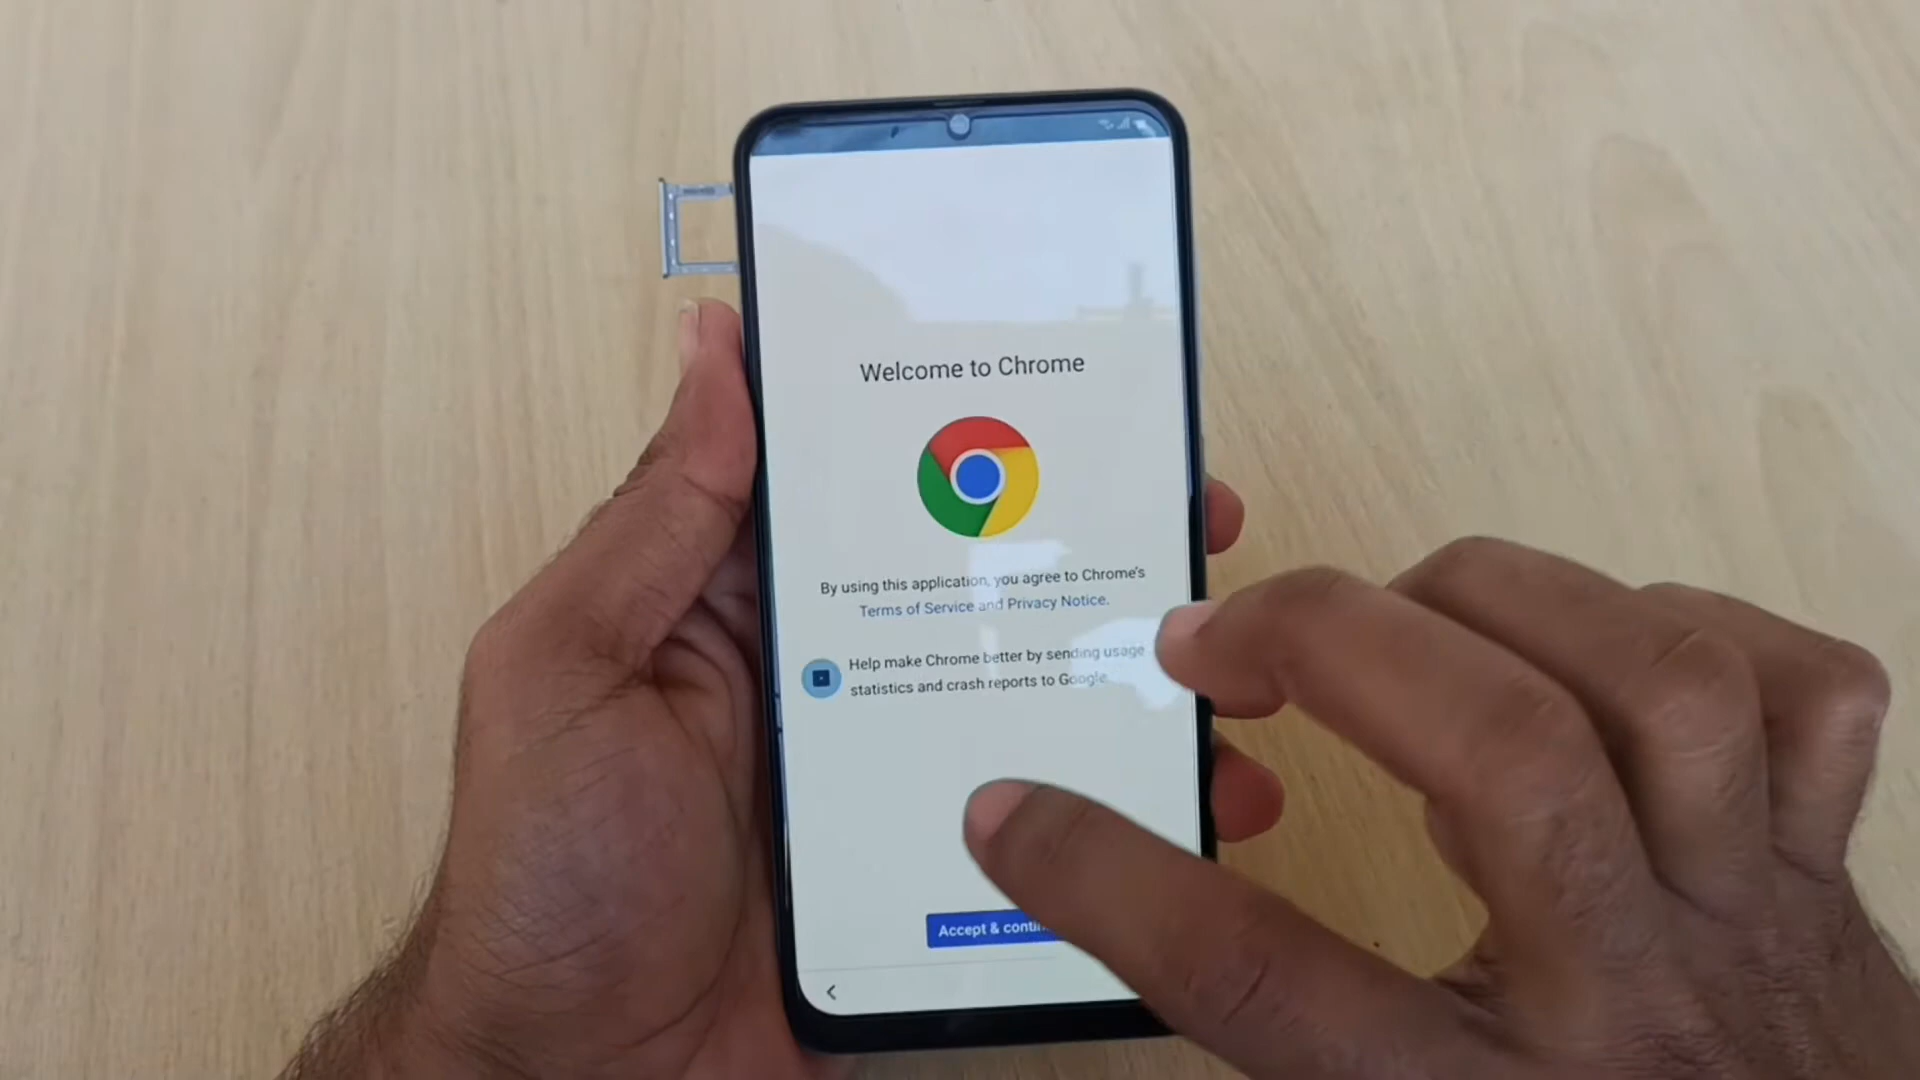 Welcome to Chrome
By using this application, you agree to Chrome's
Terms of Service and Privacy Notice.
Help make Chrome better by sending usage
statistics and crash reports to Google
Accept &